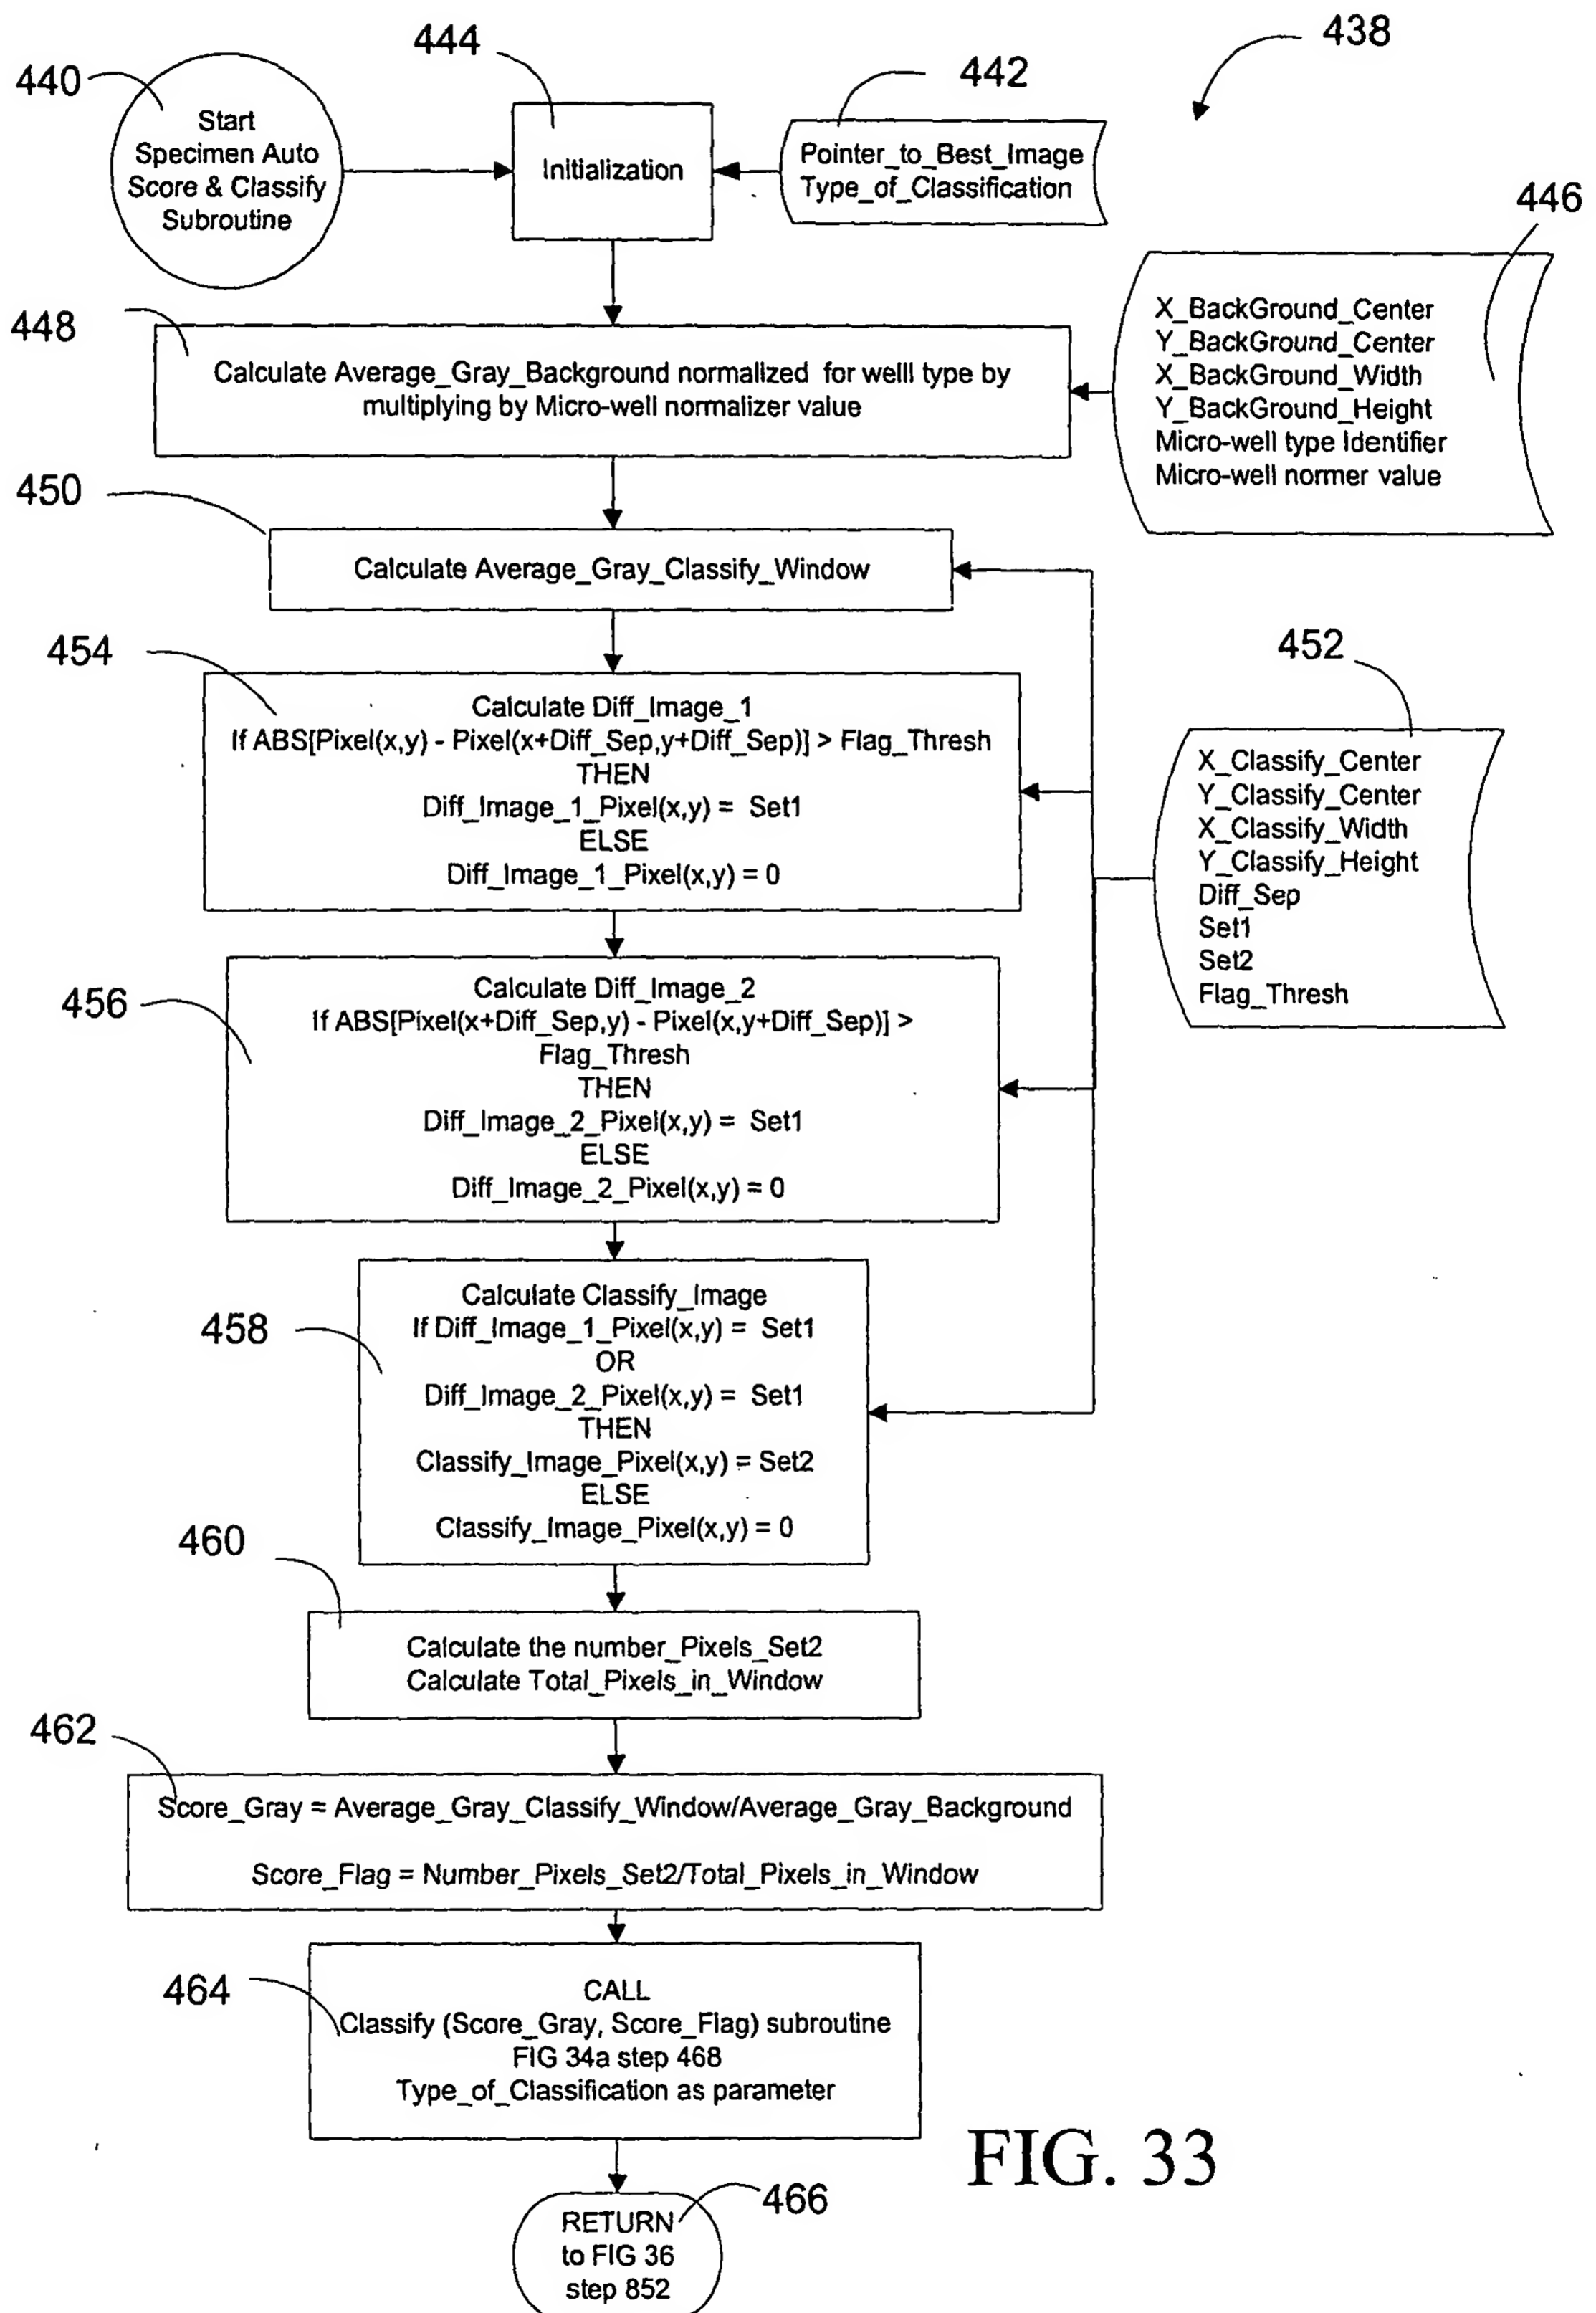 438
444
442
440
Start
Specimen Auto
Score & Classify
Subroutine
Initialization
Pointer_to_Best_Image
Type_of_Classification
446
X_BackGround_Center
Y_BackGround_Center
X_BackGround_Width
Y_BackGround_Height
Micro-well type Identifier
Micro-well normer value
448
Calculate Average_Gray_Background normalized for welll type by
multiplying by Micro-well normalizer value
450
Calculate Average_Gray_Classify_Window
452
X_Classify_Center
Y_Classify_Center
X_Classify_Width
Y_Classify_Height
Diff_Sep
Set1
Set2
Flag_Thresh
454
Calculate Diff_Image_1
If ABS[Pixel(x,y) - Pixel(x+Diff_Sep,y+Diff_Sep)] > Flag_Thresh
THEN
Diff_Image_1_Pixel(x,y) = Set1
ELSE
Diff_Image_1_Pixel(x,y) = 0
456
Calculate Diff_Image_2
If ABS[Pixel(x+Diff_Sep,y) - Pixel(x,y+Diff_Sep)] >
Flag_Thresh
THEN
Diff_Image_2_Pixel(x,y) = Set1
ELSE
Diff_Image_2_Pixel(x,y) = 0
458
Calculate Classify_Image
If Diff_Image_1_Pixel(x,y) = Set1
OR
Diff_Image_2_Pixel(x,y) = Set1
THEN
Classify_Image_Pixel(x,y) = Set2
ELSE
Classify_Image_Pixel(x,y) = 0
460
Calculate the number_Pixels_Set2
Calculate Total_Pixels_in_Window
462
Score_Gray = Average_Gray_Classify_Window/Average_Gray_Background
Score_Flag = Number_Pixels_Set2/Total_Pixels_in_Window
464
CALL
Classify (Score_Gray, Score_Flag) subroutine
FIG 34a step 468
Type_of_Classification as parameter
466
RETURN
to FIG 36
step 852
FIG. 33